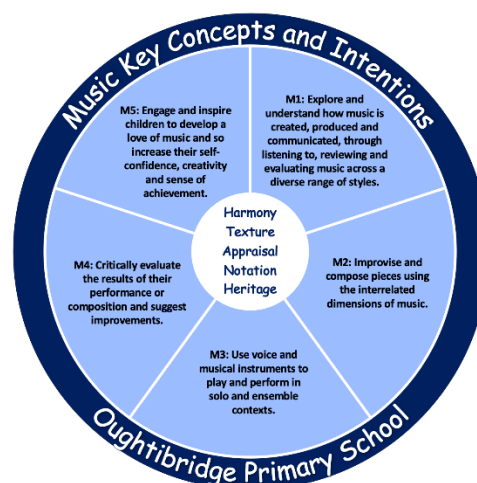 Music Key Concepts and Intentions
M5: Engage and inspire
children to develop a
love of music and so
increase their self-
confidence, creativity
and sense of
achievement.
M1: Explore and
understand how music is
created, produced and
communicated, through
listening to, reviewing and
evaluating music across a
diverse range of styles.
Harmony
Texture
Appraisal
Notation
Heritage
M4: Critically evaluate
the results of their
performance or
composition and suggest
improvements.
M2: Improvise and
compose pieces using
the interrelated
dimensions of music.
M3: Use voice and
musical instruments to
play and perform in
solo and ensemble
contexts.
Oughtibridge Primary School